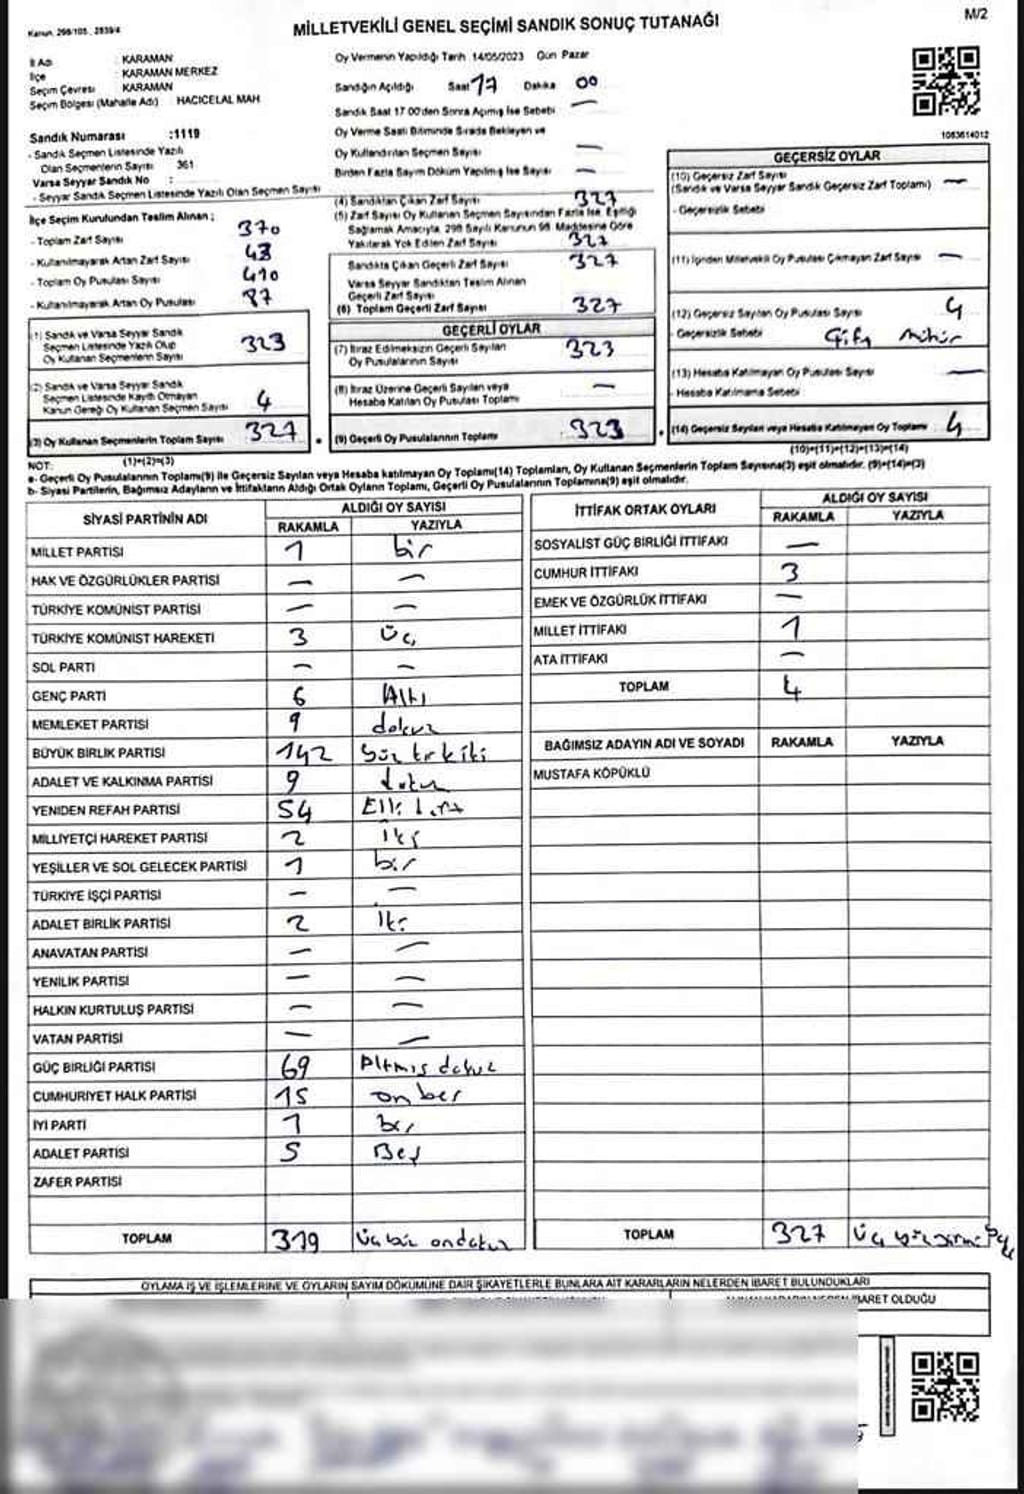 Kanun. 298/105 , 2839/4
MİLLETVEKİLİ GENEL SEÇİMİ SANDIK SONUÇ TUTANAĞI
M/2
İl Adı : KARAMAN
İlçe : KARAMAN MERKEZ
Seçim Çevresi : KARAMAN
Seçim Bölgesi (Mahalle Adı) : HACICELAL MAH
Sandık Numarası :1119
- Sandık Seçmen Listesinde Yazılı
Olan Seçmenlerin Sayısı : 361
Varsa Seyyar Sandık No :
- Seyyar Sandık Seçmen Listesinde Yazılı Olan Seçmen Sayısı
İlçe Seçim Kurulundan Teslim Alınan ;
- Toplam Zarf Sayısı 370
- Kullanılmayarak Artan Zarf Sayısı 43
- Toplam Oy Pusulası Sayısı 410
- Kullanılmayarak Artan Oy Pusulası 87
(1) Sandık ve Varsa Seyyar Sandık
Seçmen Listesinde Yazılı Olup
Oy Kullanan Seçmenlerin Sayısı 323
(2) Sandık ve Varsa Seyyar Sandık
Seçmen Listesinde Kayıtlı Olmayan
Kanun Gereği Oy Kullanan Seçmen Sayısı 4
(3) Oy Kullanan Seçmenlerin Toplam Sayısı 327
(1)+(2)=(3)
Oy Vermenin Yapıldığı Tarih 14/05/2023 Gün Pazar
Sandığın Açıldığı Saat 17 Dakika 00
Sandık Saat 17 00'den Sonra Açımış İse Sebebi —
Oy Verme Saati Bitiminde Sırada Bekleyen ve
Oy Kullandırılan Seçmen Sayısı —
Birden Fazla Sayım Döküm Yapılmış İse Sayısı —
(4) Sandıktan Çıkan Zarf Sayısı 327
(5) Zarf Sayısı Oy Kullanan Seçmen Sayısından Fazla İse, Eşitliği
Sağlamak Amacıyla, 298 Sayılı Kanunun 98. Maddesine Göre
Yakılarak Yok Edilen Zarf Sayısı 327
Sandıkta Çıkan Geçerli Zarf Sayısı 327
Varsa Seyyar Sandıktan Teslim Alınan
Geçerli Zarf Sayısı
(6) Toplam Geçerli Zarf Sayısı 327
GEÇERLİ OYLAR
(7) İtiraz Edilmeksizin Geçerli Sayılan
Oy Pusulalarının Sayısı 323
(8) İtiraz Üzerine Geçerli Sayılan veya
Hesaba Katılan Oy Pusulası Toplamı —
(9) Geçerli Oy Pusulalarının Toplamı 323
1083614012
GEÇERSİZ OYLAR
(10) Geçersiz Zarf Sayısı
(Sandık ve Varsa Seyyar Sandık Geçersiz Zarf Toplamı) —
- Geçersizlik Sebebi
(11) İçinden Milletvekili Oy Pusulası Çıkmayan Zarf Sayısı —
(12) Geçersiz Sayılan Oy Pusulası Sayısı 4
- Geçersizlik Sebebi Çift mühür
(13) Hesaba Katılmayan Oy Pusulası Sayısı —
- Hesaba Katılmama Sebebi
(14) Geçersiz Sayılan veya Hesaba Katılmayan Oy Toplamı 4
(10)+(11)+(12)+(13)=(14)
NOT:
a- Geçerli Oy Pusulalarının Toplamı(9) ile Geçersiz Sayılan veya Hesaba katılmayan Oy Toplamı(14) Toplamları, Oy Kullanan Seçmenlerin Toplam Sayısına(3) eşit olmalıdır. (9)+(14)=(3)
b- Siyasi Partilerin, Bağımsız Adayların ve İttifakların Aldığı Ortak Oyların Toplamı, Geçerli Oy Pusulalarının Toplamına(9) eşit olmalıdır.
SİYASİ PARTİNİN ADI ALDIĞI OY SAYISI
RAKAMLA YAZIYLA
MİLLET PARTİSİ 1 bir
HAK VE ÖZGÜRLÜKLER PARTİSİ — —
TÜRKİYE KOMÜNİST PARTİSİ — —
TÜRKİYE KOMÜNİST HAREKETİ 3 Üç
SOL PARTİ — —
GENÇ PARTİ 6 Altı
MEMLEKET PARTİSİ 9 dokuz
BÜYÜK BİRLİK PARTİSİ 142 yüz kırk iki
ADALET VE KALKINMA PARTİSİ 9 dokuz
YENİDEN REFAH PARTİSİ 54 Elli dört
MİLLİYETÇİ HAREKET PARTİSİ 2 iki
YEŞİLLER VE SOL GELECEK PARTİSİ 1 bir
TÜRKİYE İŞÇİ PARTİSİ — —
ADALET BİRLİK PARTİSİ 2 iki
ANAVATAN PARTİSİ — —
YENİLİK PARTİSİ — —
HALKIN KURTULUŞ PARTİSİ — —
VATAN PARTİSİ — —
GÜÇ BİRLİĞİ PARTİSİ 69 Altmış dokuz
CUMHURİYET HALK PARTİSİ 15 on beş
İYİ PARTİ 1 bir
ADALET PARTİSİ 5 Beş
ZAFER PARTİSİ
TOPLAM 319 Üç yüz on dokuz
İTTİFAK ORTAK OYLARI ALDIĞI OY SAYISI
RAKAMLA YAZIYLA
SOSYALİST GÜÇ BİRLİĞİ İTTİFAKI —
CUMHUR İTTİFAKI 3
EMEK VE ÖZGÜRLÜK İTTİFAKI —
MİLLET İTTİFAKI 1
ATA İTTİFAKI —
TOPLAM 4
BAĞIMSIZ ADAYIN ADI VE SOYADI RAKAMLA YAZIYLA
MUSTAFA KÖPÜKLÜ
TOPLAM 327 Üç yüz yirmi yedi
OYLAMA İŞ VE İŞLEMLERİNE VE OYLARIN SAYIM DÖKÜMÜNE DAİR ŞİKAYETLERLE BUNLARA AİT KARARLARIN NELERDEN İBARET BULUNDUKLARI
İBARET OLDUĞU